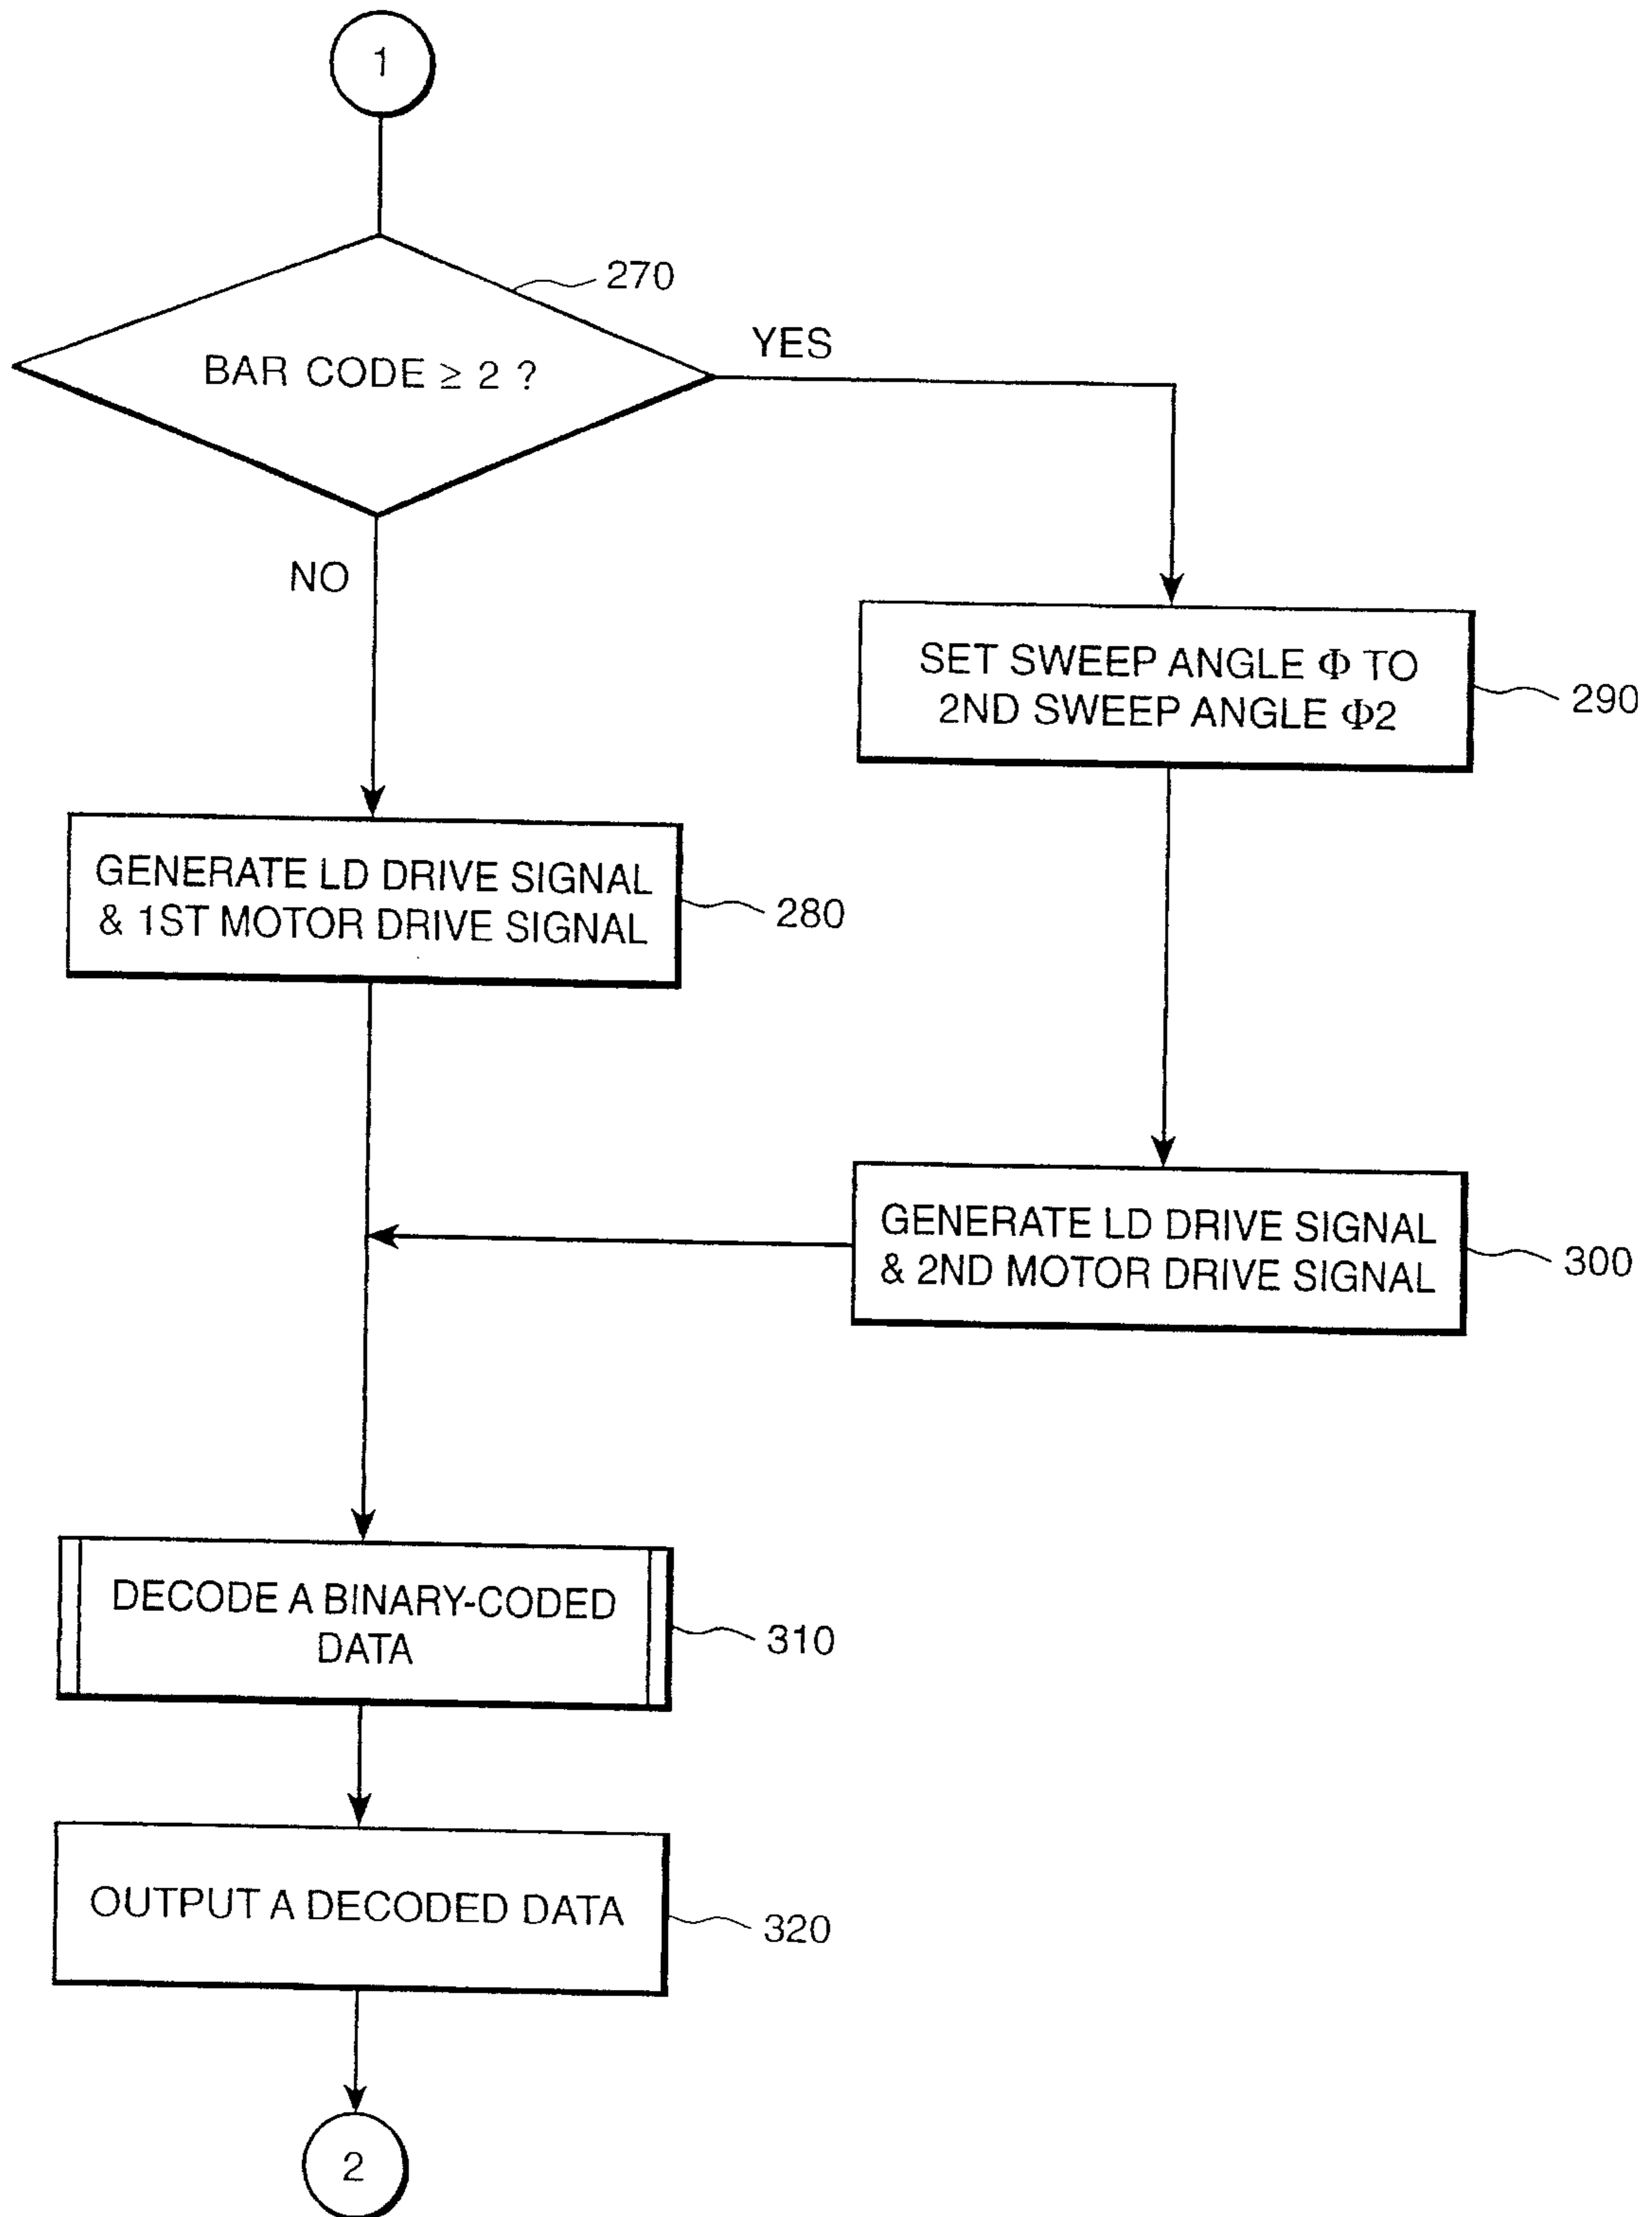 1
270
BAR CODE ≥ 2 ?
YES
NO
SET SWEEP ANGLE Φ TO
2ND SWEEP ANGLE Φ2
290
GENERATE LD DRIVE SIGNAL
& 1ST MOTOR DRIVE SIGNAL
280
GENERATE LD DRIVE SIGNAL
& 2ND MOTOR DRIVE SIGNAL
300
DECODE A BINARY-CODED
DATA
310
OUTPUT A DECODED DATA
320
2